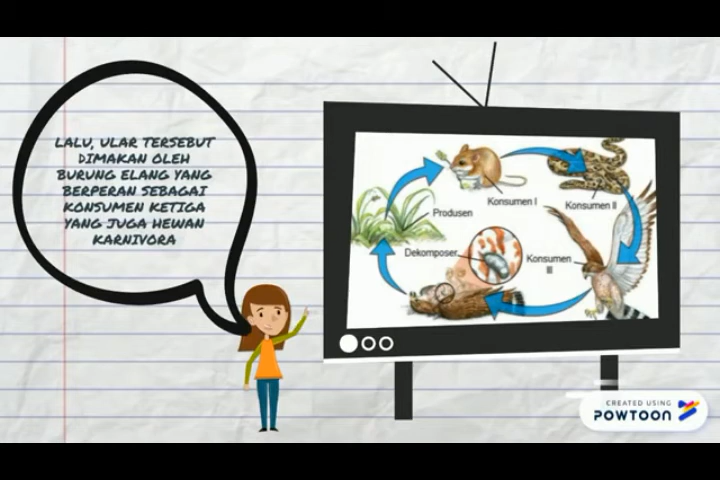 LALU, ULAR TERSEBUT
DIMAKAN OLEH
BURUNG ELANG YANG
BERPERAN SEBAGAI
KONSUMEN KETIGA
YANG JUGA HEWAN
KARNIVORA
Konsumen I
Konsumen II
Produsen
Dekomposer
Konsumen
III
CREATED USING
POWTOON